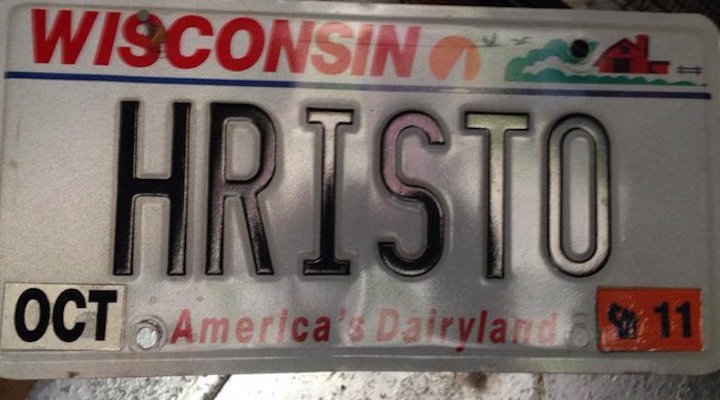 WISCONSIN
HRISTO
OCT
America's Dairyland
11